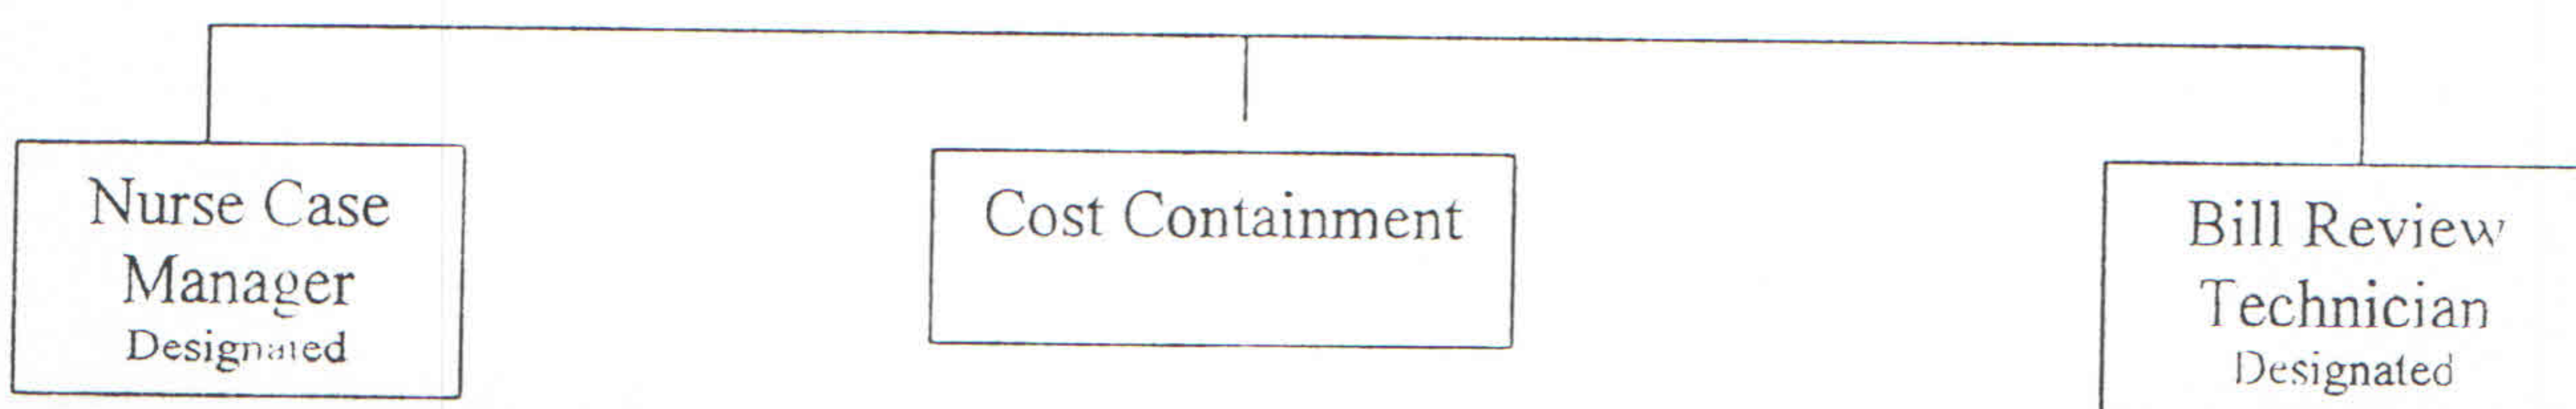 Nurse Case
Manager
Designated
Cost Containment
Bill Review
Technician
Designated